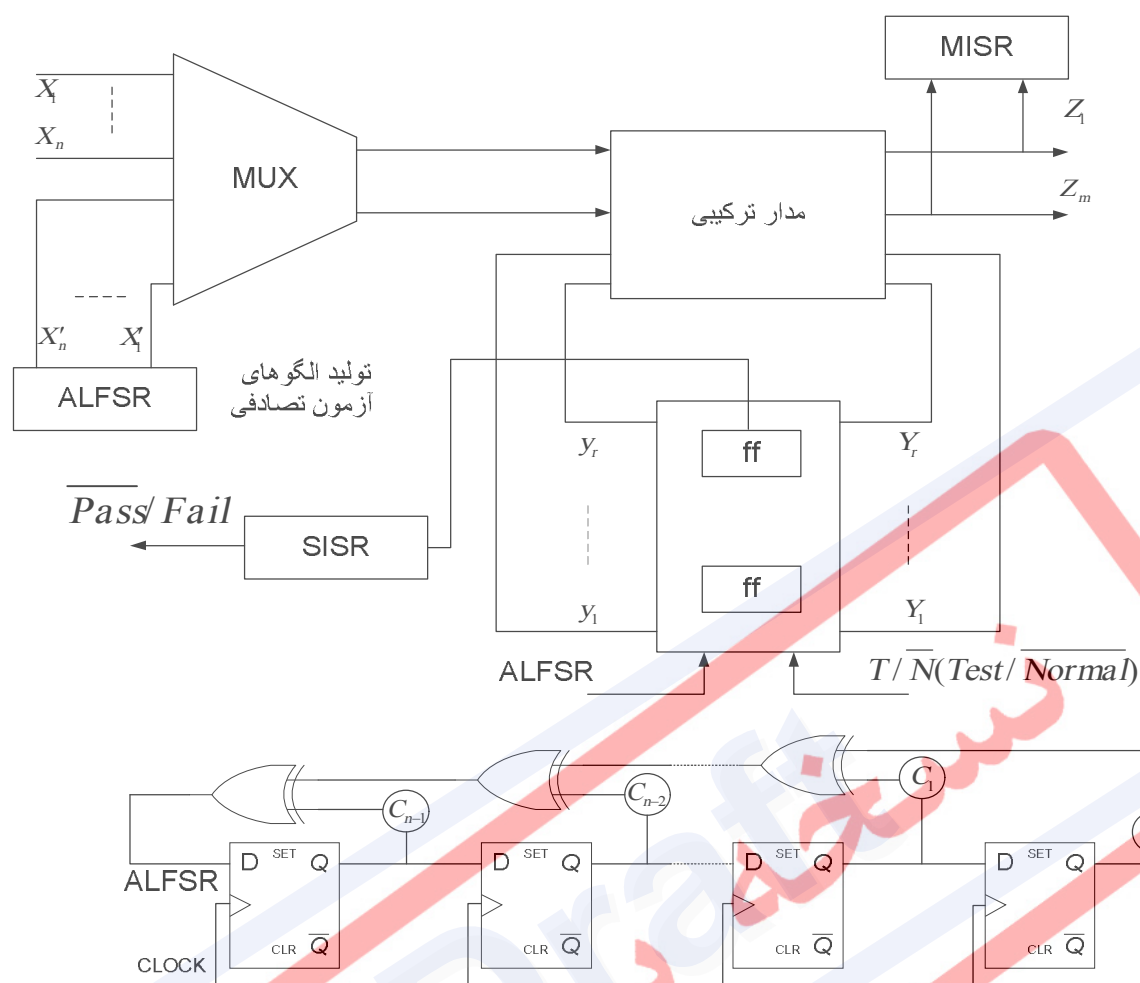 MISR
X₁
Z₁
Xₙ
MUX
مدار ترکیبی
Zₘ
X′ₙ
X′₁
ALFSR
تولید الگوهای
آزمون تصادفی
yᵣ
ff
Yᵣ
P̅a̅s̅s̅/Fail
SISR
ff
y₁
Y₁
ALFSR
T/N̅(Test/N̅o̅r̅m̅a̅l̅)
Cₙ₋₁
Cₙ₋₂
C₁
D SET Q
D SET Q
D SET Q
D SET Q
ALFSR
CLR Q̅
CLR Q̅
CLR Q̅
CLR Q̅
CLOCK
Draft
نسخه